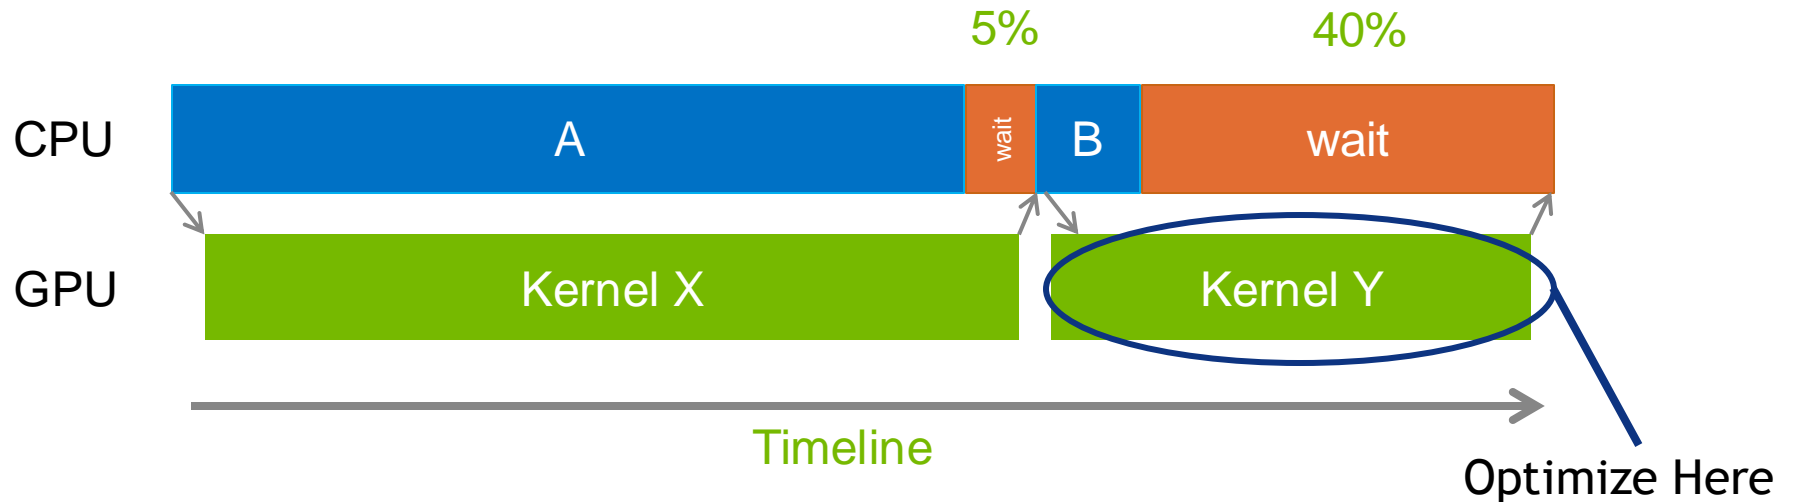 5% 40%
CPU A wait B wait
GPU Kernel X Kernel Y
Timeline
Optimize Here